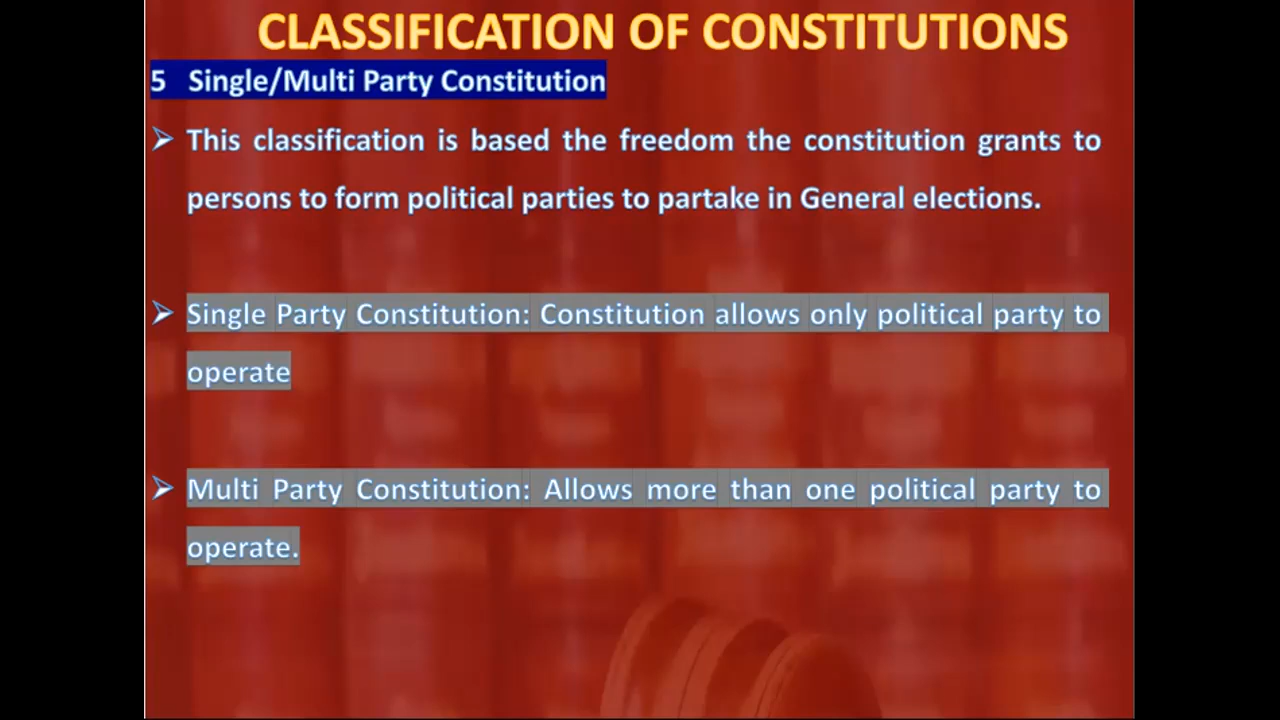 CLASSIFICATION OF CONSTITUTIONS
5 Single/Multi Party Constitution
➢ This classification is based the freedom the constitution grants to
persons to form political parties to partake in General elections.
➢ Single Party Constitution: Constitution allows only political party to
operate
➢ Multi Party Constitution: Allows more than one political party to
operate.